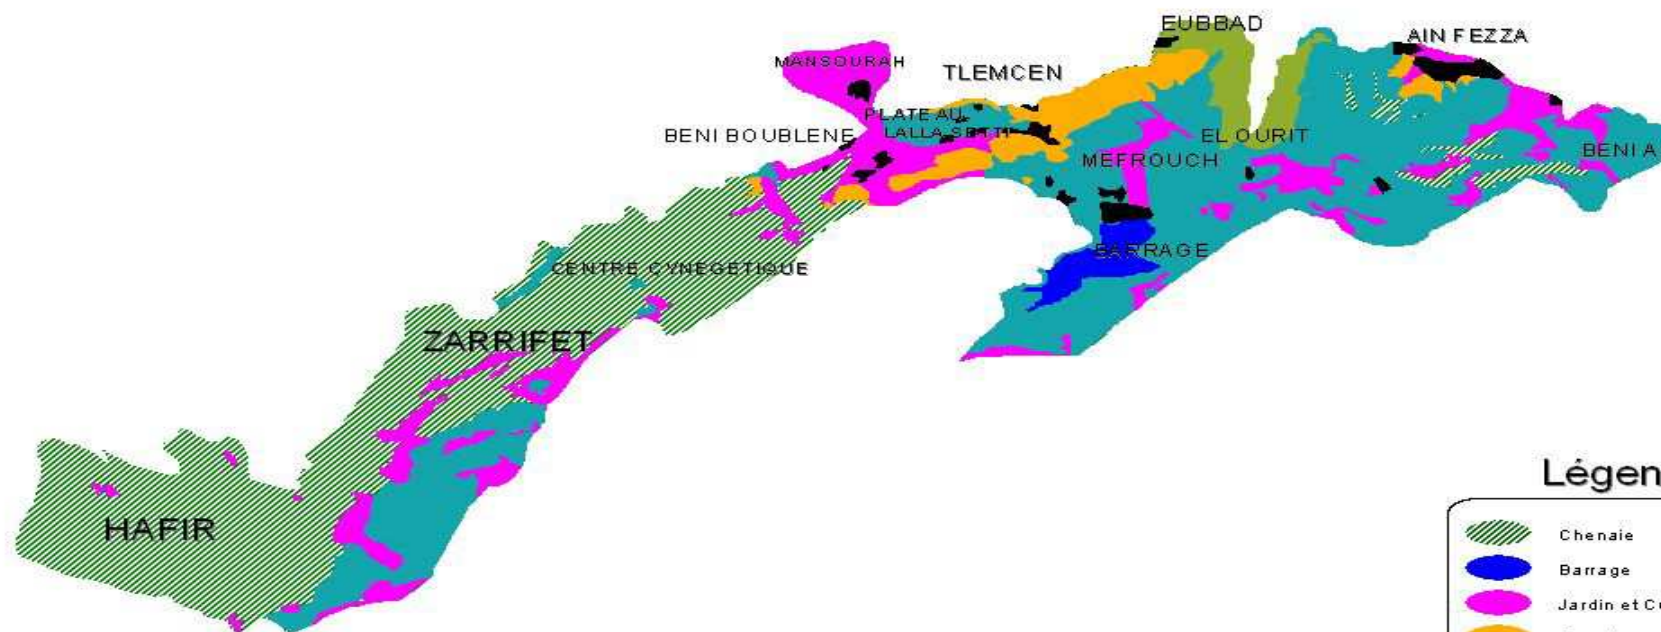 EUBBAD
AIN FEZZA
MANSOURAH
TLEMCEN
PLATEAU
LALLA SETTI
BENI BOUBLENE
EL OURIT
MEFROUCH
BENI A
BARRAGE
CENTRE CYNEGETIQUE
ZARRIFET
HAFIR
Légen
Chenaie
Barrage
Jardin et Cu